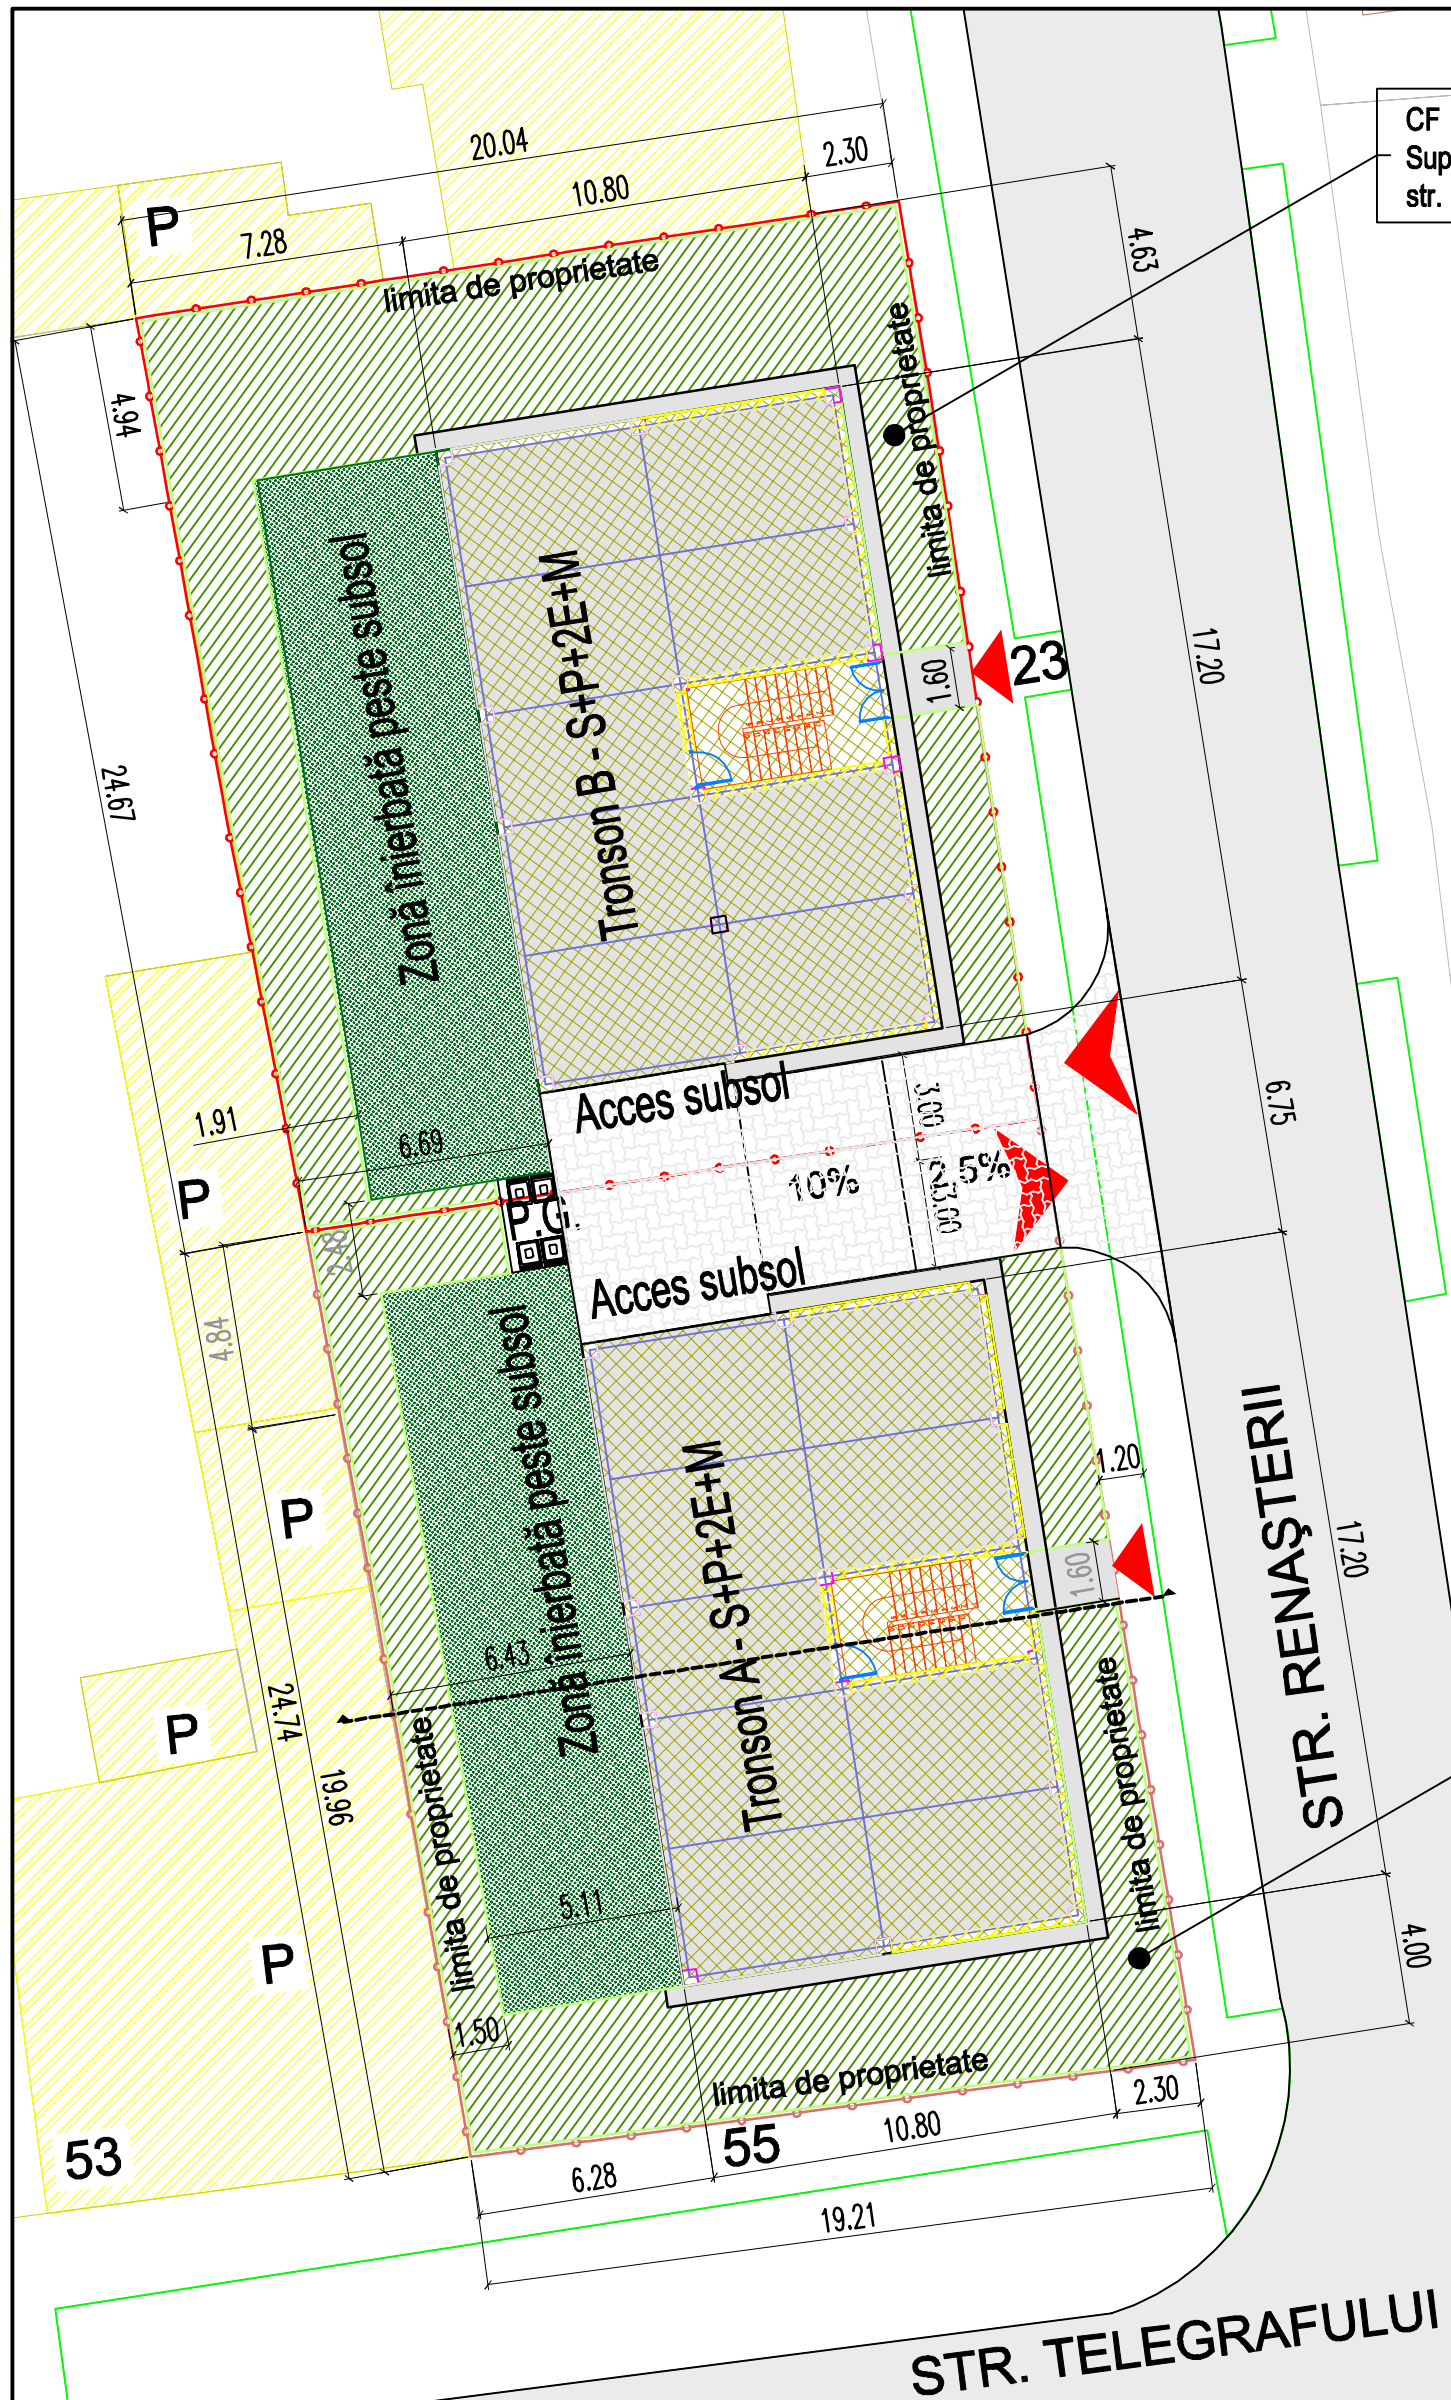 CF
Sup
str.
20.04
2.30
10.80
P
7.28
limita de proprietate
4.63
limita de proprietate
4.94
Zonă înierbată peste subsol
Tronson B - S+P+2E+M
17.20
23
1.60
24.67
Acces subsol
3.00
6.75
1.91
6.69
10%
2.5%
P
P.G.
3.00
2.48
Acces subsol
4.84
Zonă înierbată peste subsol
Tronson A - S+P+2E+M
STR. RENAŞTERII
1.20
P
17.20
1.60
6.43
P
24.74
limita de proprietate
limita de proprietate
19.96
5.11
P
4.00
1.50
limita de proprietate
2.30
10.80
55
53
6.28
19.21
STR. TELEGRAFULUI